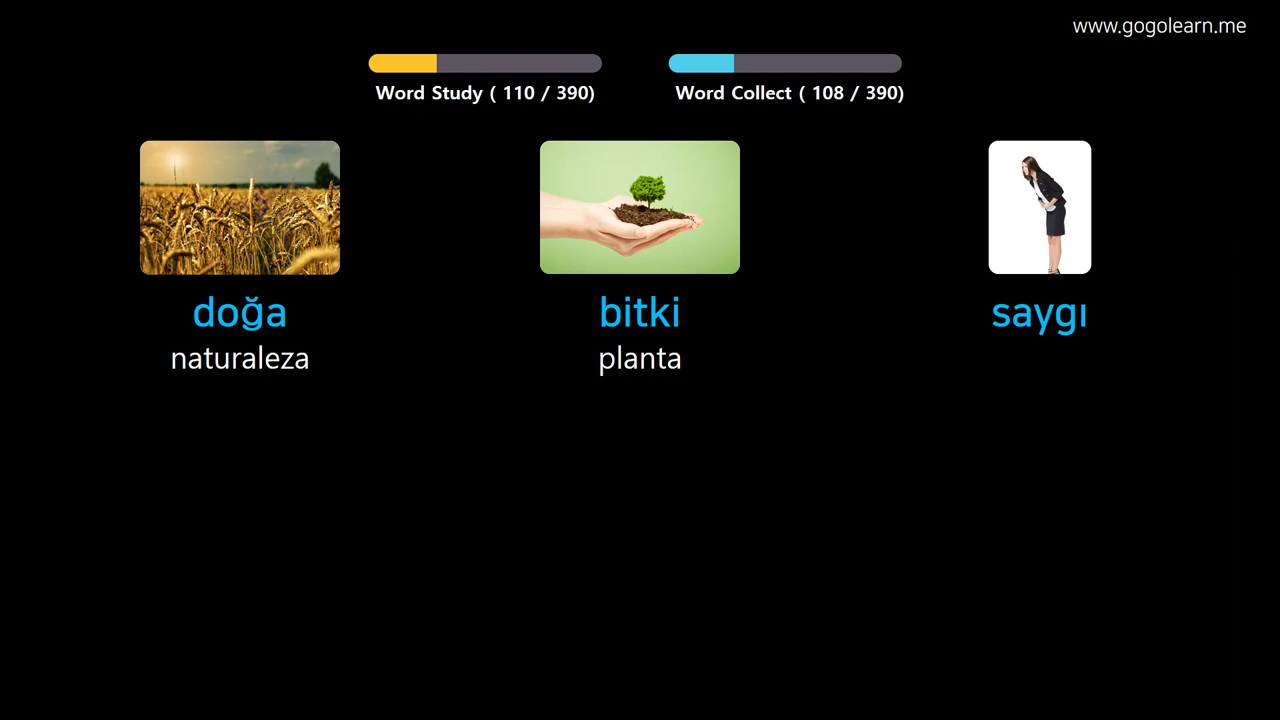 www.gogolearn.me
Word Study ( 110 / 390)
Word Collect ( 108 / 390)
doğa
naturaleza
bitki
planta
saygı